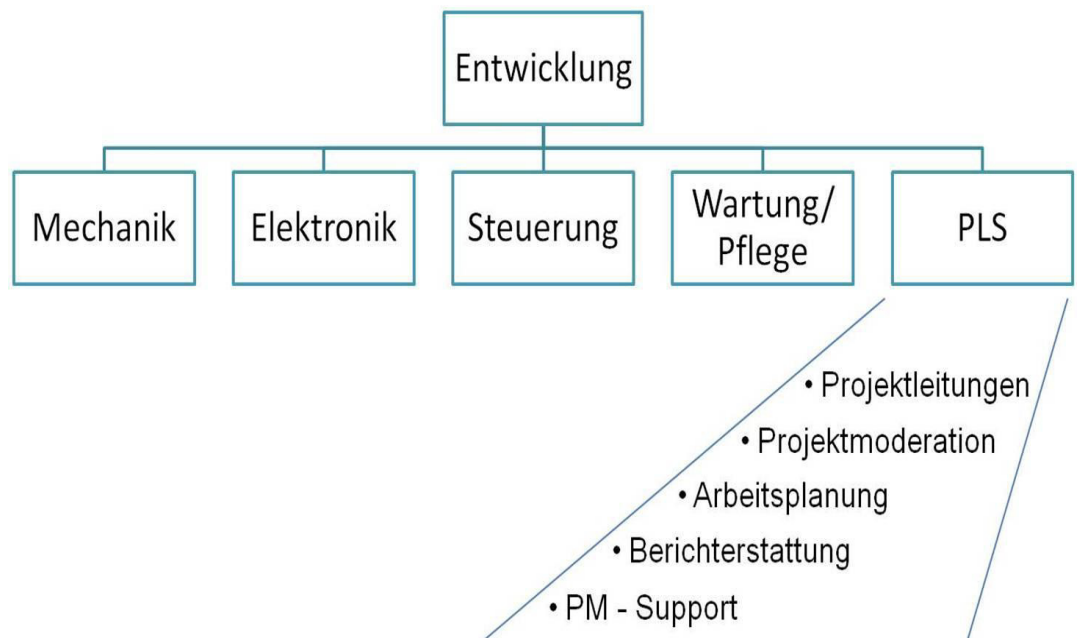 Entwicklung
Mechanik
Elektronik
Steuerung
Wartung/
Pflege
PLS
• Projektleitungen
• Projektmoderation
• Arbeitsplanung
• Berichterstattung
• PM - Support